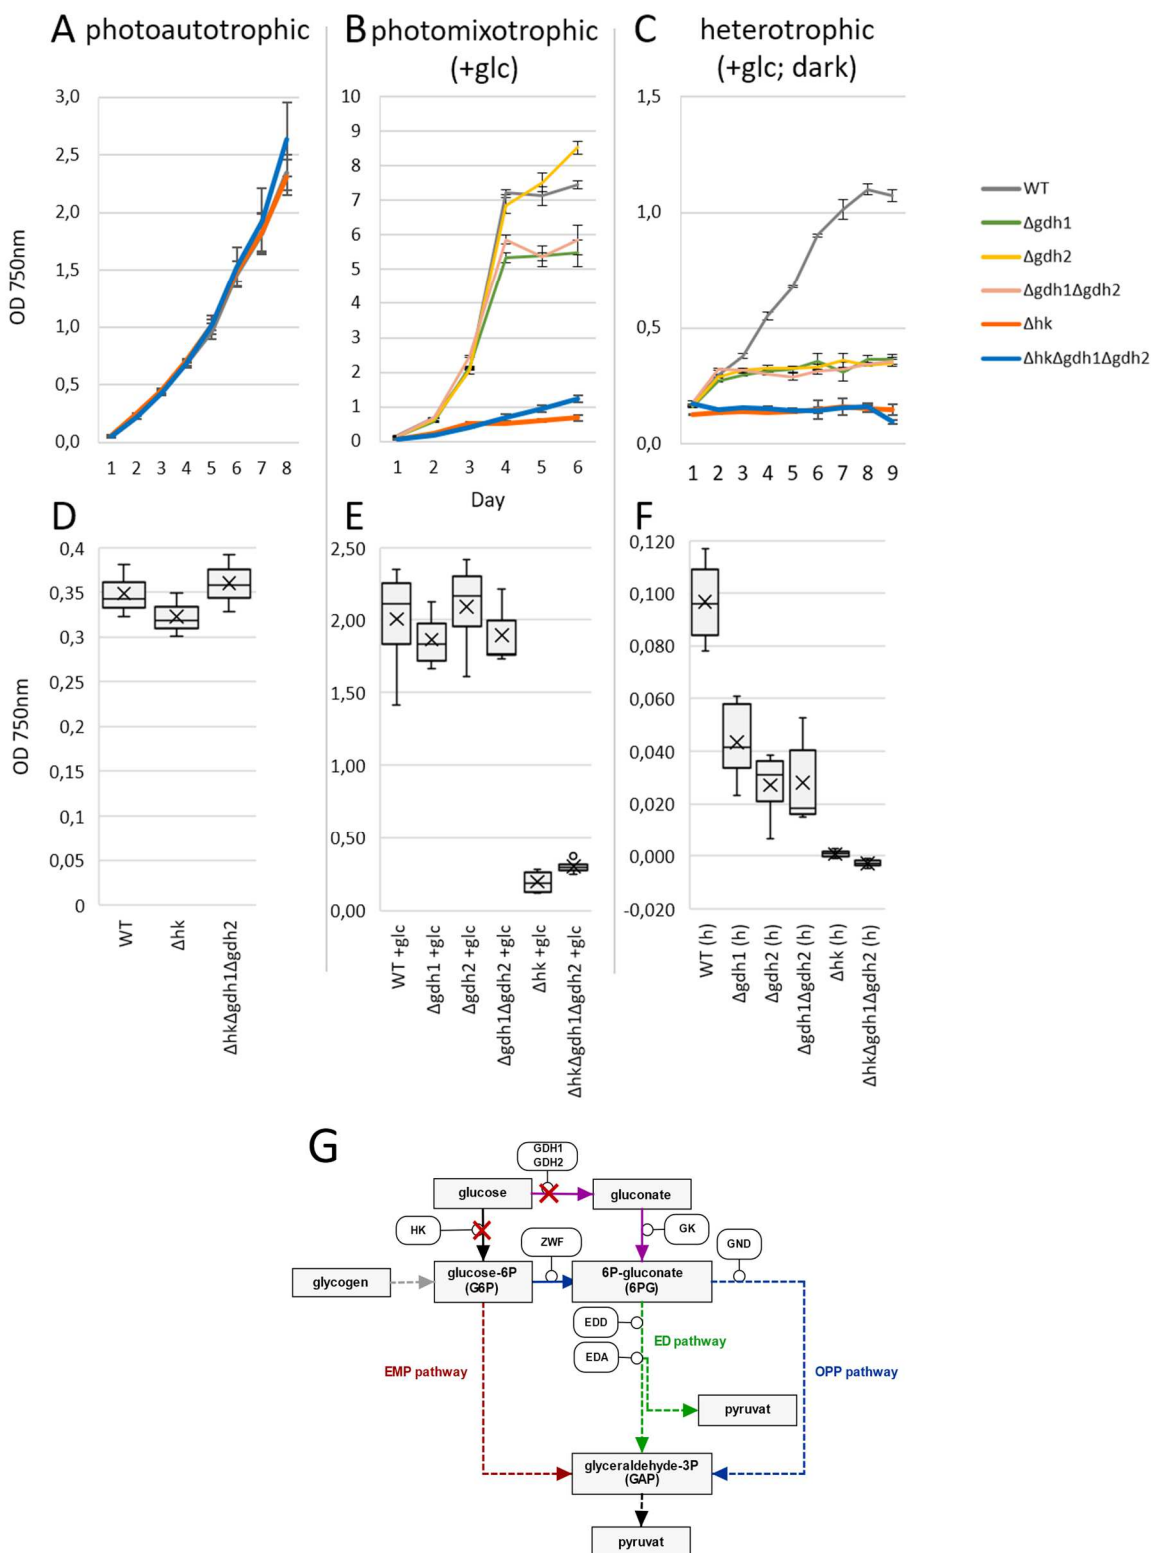 A photoautotrophic
B photomixotrophic
(+glc)
C heterotrophic
(+glc; dark)
OD 750nm
3,0
2,5
2,0
1,5
1,0
0,5
0,0
1 2 3 4 5 6 7 8
10
9
8
7
6
5
4
3
2
1
0
1 2 3 4 5 6
Day
1,5
1,0
0,5
0,0
1 2 3 4 5 6 7 8 9
WT
Δgdh1
Δgdh2
Δgdh1Δgdh2
Δhk
ΔhkΔgdh1Δgdh2
D
OD 750nm
0,4
0,35
0,3
0,25
0,2
0,15
0,1
0,05
0
WT
Δhk
ΔhkΔgdh1Δgdh2
E
2,50
2,00
1,50
1,00
0,50
0,00
WT +glc
Δgdh1 +glc
Δgdh2 +glc
Δgdh1Δgdh2 +glc
Δhk +glc
ΔhkΔgdh1Δgdh2 +glc
F
0,120
0,100
0,080
0,060
0,040
0,020
0,000
-0,020
WT (h)
Δgdh1 (h)
Δgdh2 (h)
Δgdh1Δgdh2 (h)
Δhk (h)
ΔhkΔgdh1Δgdh2 (h)
G
GDH1
GDH2
glucose
gluconate
HK
ZWF
GK
GND
glycogen
glucose-6P
(G6P)
6P-gluconate
(6PG)
EDD
ED pathway
EDA
EMP pathway
OPP pathway
pyruvat
glyceraldehyde-3P
(GAP)
pyruvat